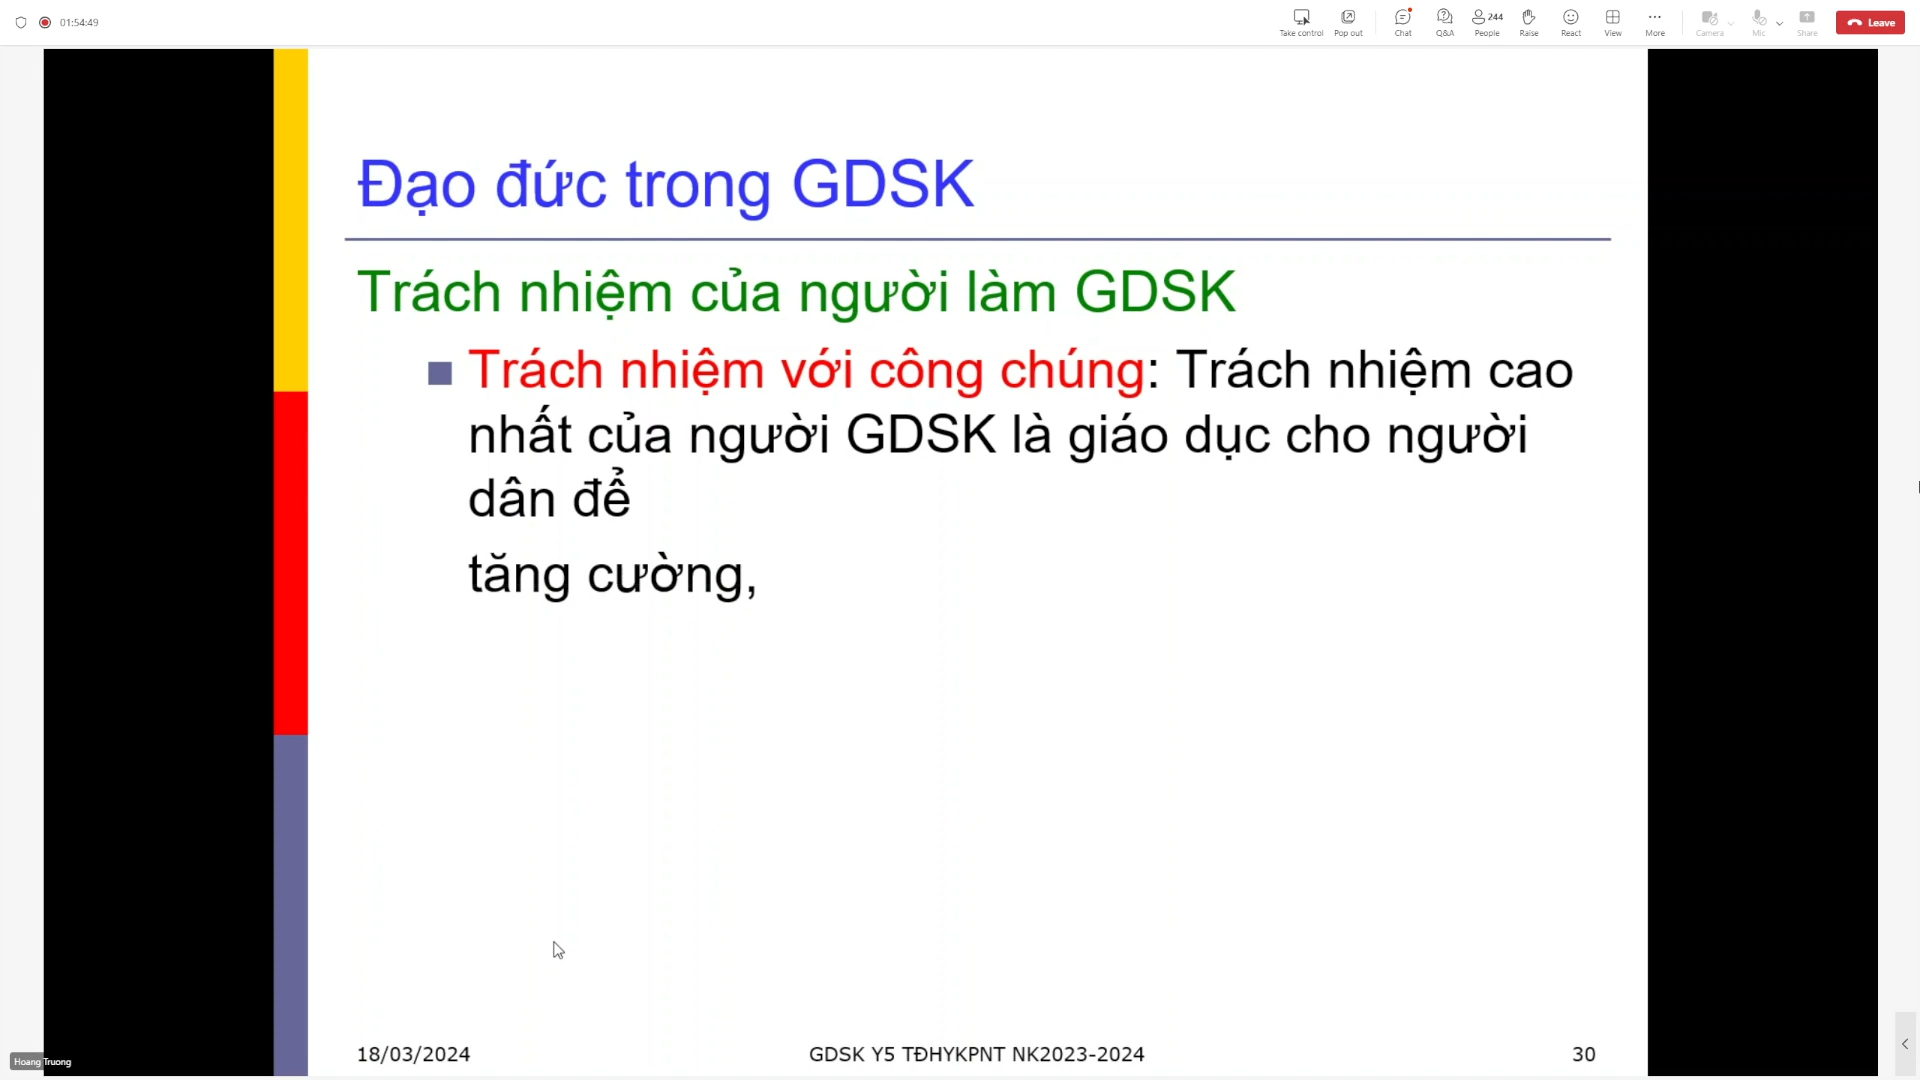 01:54:49
Take control
Pop out
Chat
Q&A
244
People
Raise
React
View
More
Camera
Mic
Share
Leave
Đạo đức trong GDSK
Trách nhiệm của người làm GDSK
Trách nhiệm với công chúng: Trách nhiệm cao
nhất của người GDSK là giáo dục cho người
dân để
tăng cường,
18/03/2024
GDSK Y5 TĐHYKPNT NK2023-2024
30
Hoang Truong